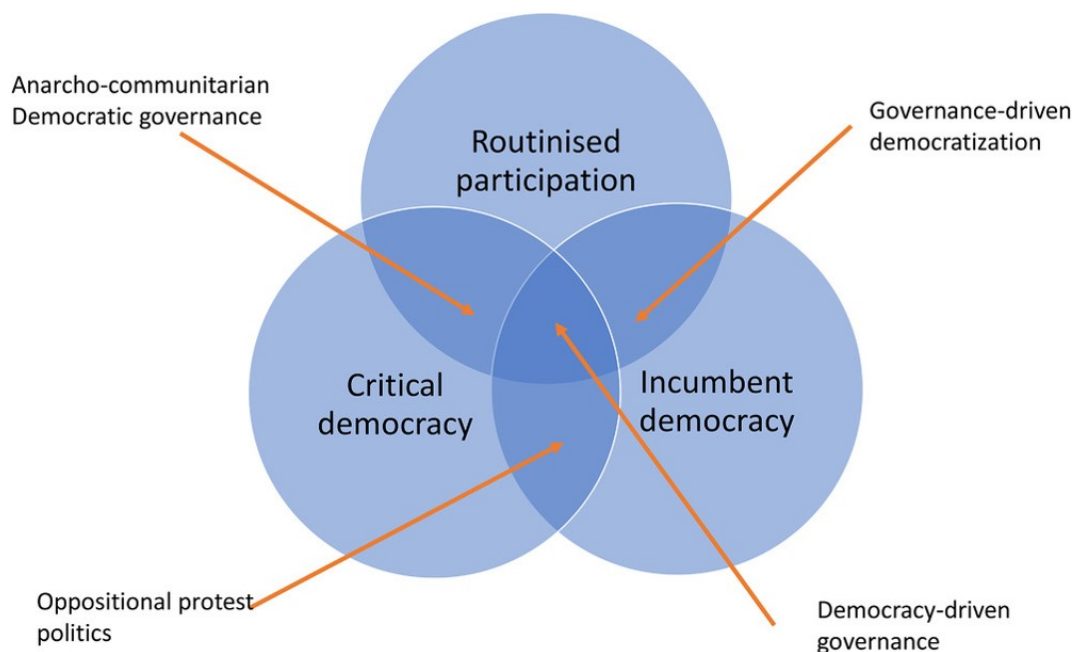 Anarcho-communitarian
Democratic governance
Governance-driven
democratization
Routinised
participation
Critical
democracy
Incumbent
democracy
Oppositional protest
politics
Democracy-driven
governance